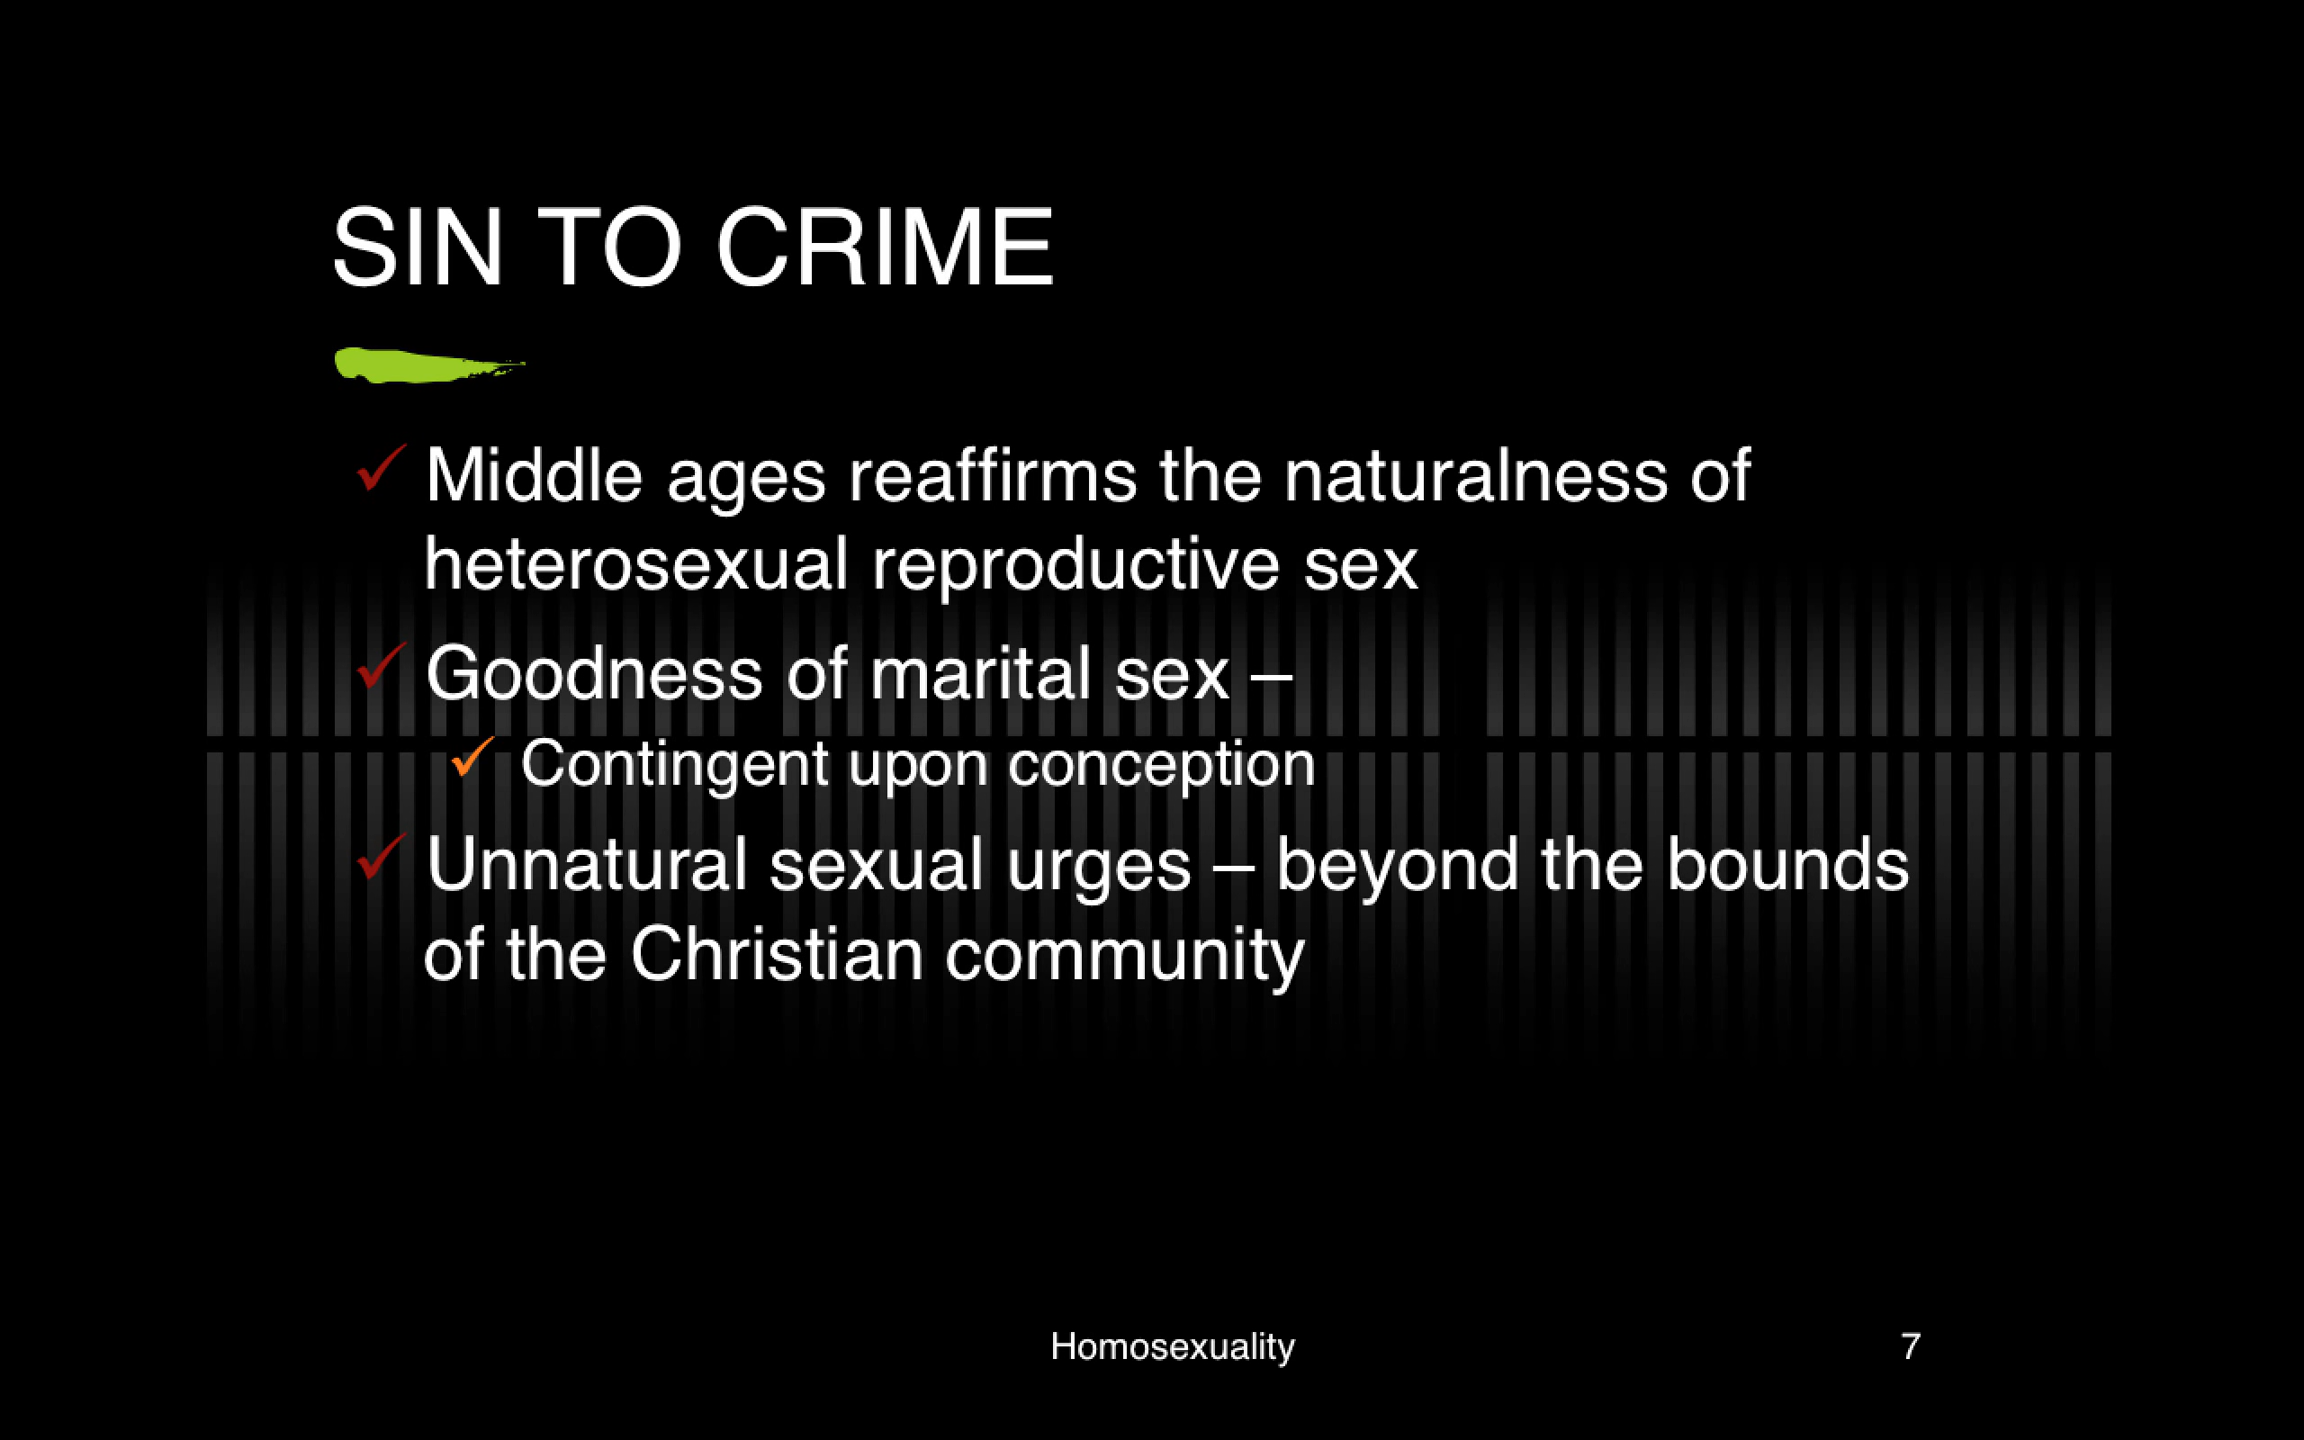 SIN TO CRIME
Middle ages reaffirms the naturalness of
heterosexual reproductive sex
Goodness of marital sex –
Contingent upon conception
Unnatural sexual urges – beyond the bounds
of the Christian community
Homosexuality
7